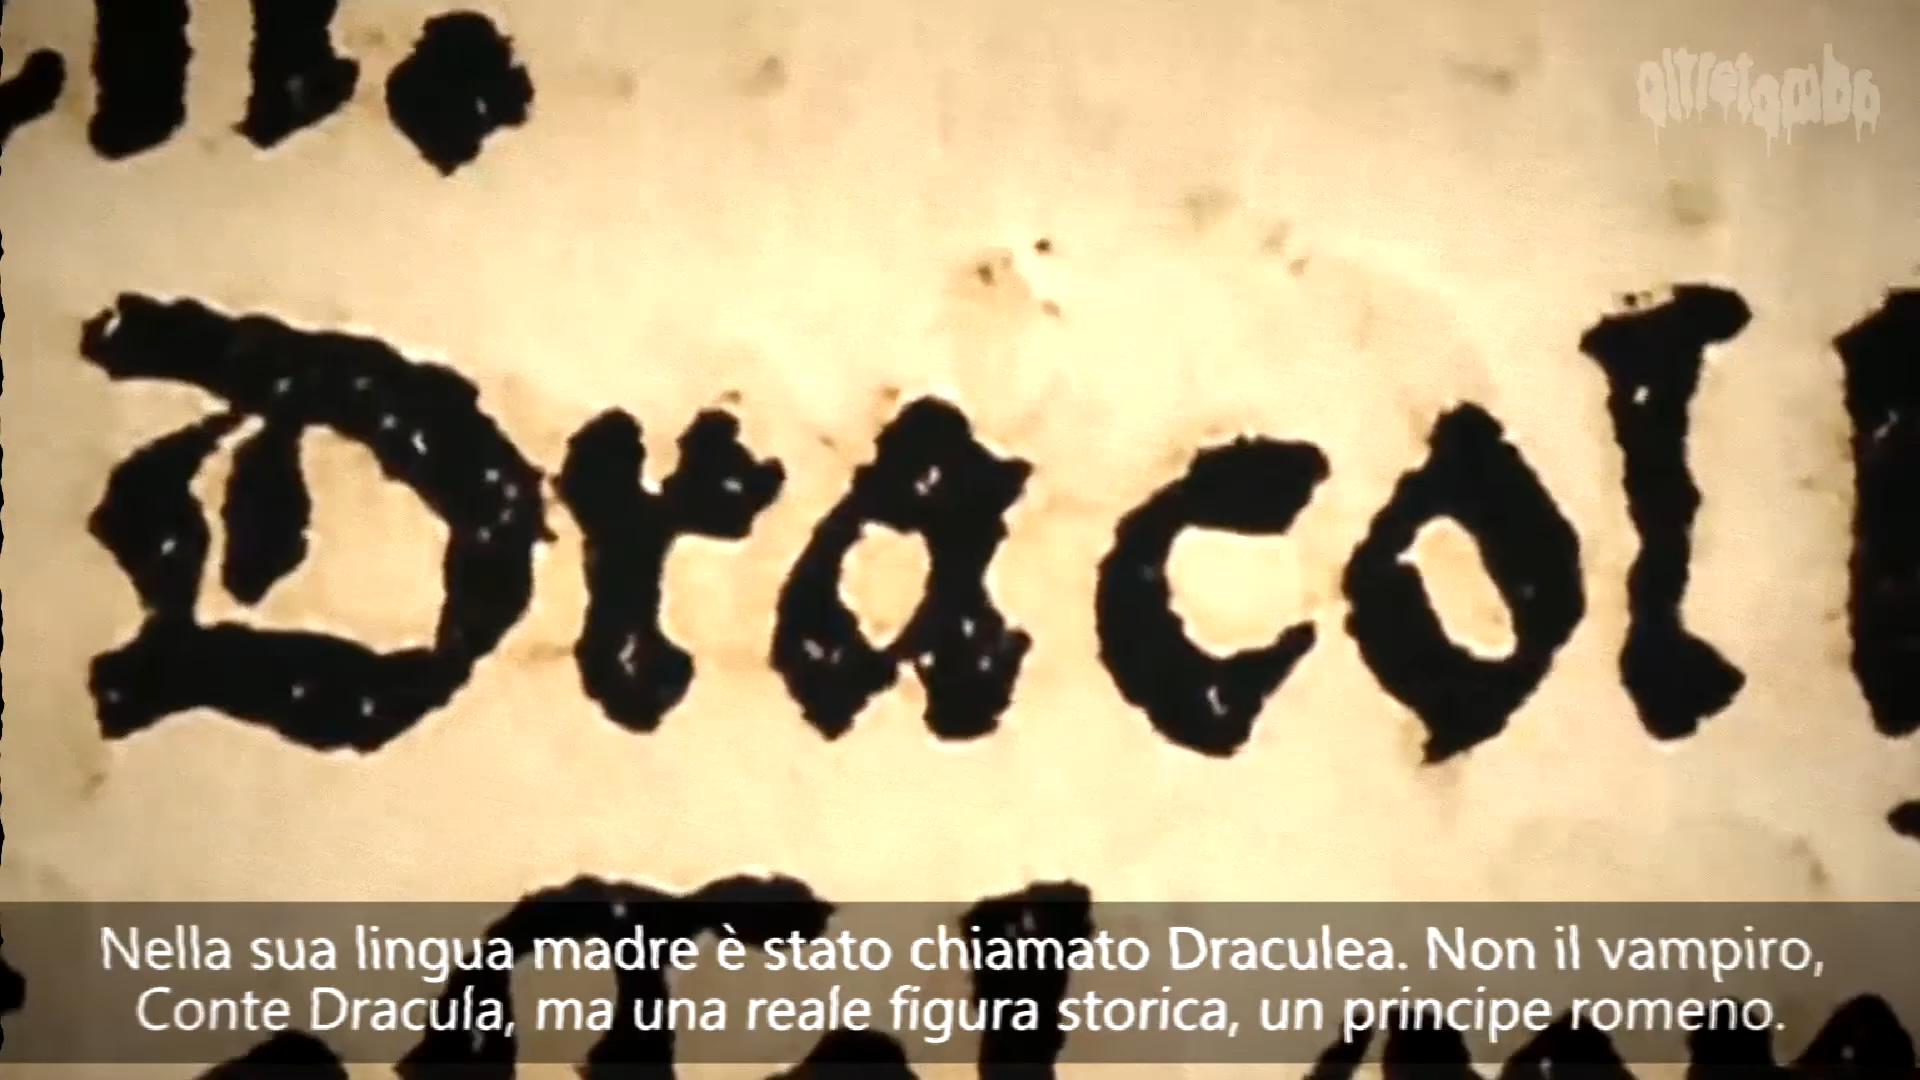 oltretomba
Dracol
Nella sua lingua madre è stato chiamato Draculea. Non il vampiro,
Conte Dracula, ma una reale figura storica, un principe romeno.